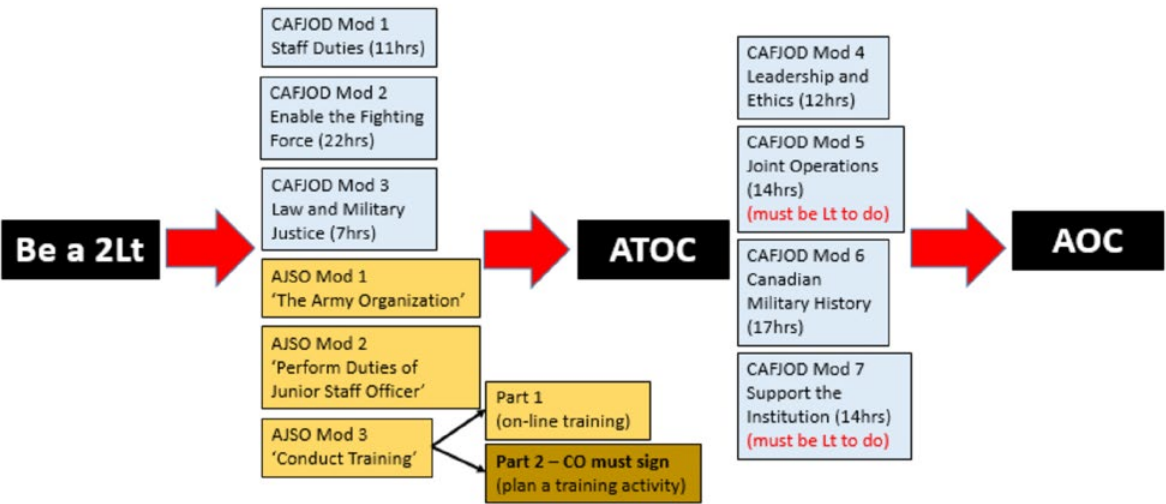 Be a 2Lt
CAFJOD Mod 1
Staff Duties (11hrs)
CAFJOD Mod 2
Enable the Fighting
Force (22hrs)
CAFJOD Mod 3
Law and Military
Justice (7hrs)
AJSO Mod 1
‘The Army Organization’
AJSO Mod 2
‘Perform Duties of
Junior Staff Officer’
AJSO Mod 3
‘Conduct Training’
Part 1
(on-line training)
Part 2 – CO must sign
(plan a training activity)
ATOC
CAFJOD Mod 4
Leadership and
Ethics (12hrs)
CAFJOD Mod 5
Joint Operations
(14hrs)
(must be Lt to do)
CAFJOD Mod 6
Canadian
Military History
(17hrs)
CAFJOD Mod 7
Support the
Institution (14hrs)
(must be Lt to do)
AOC